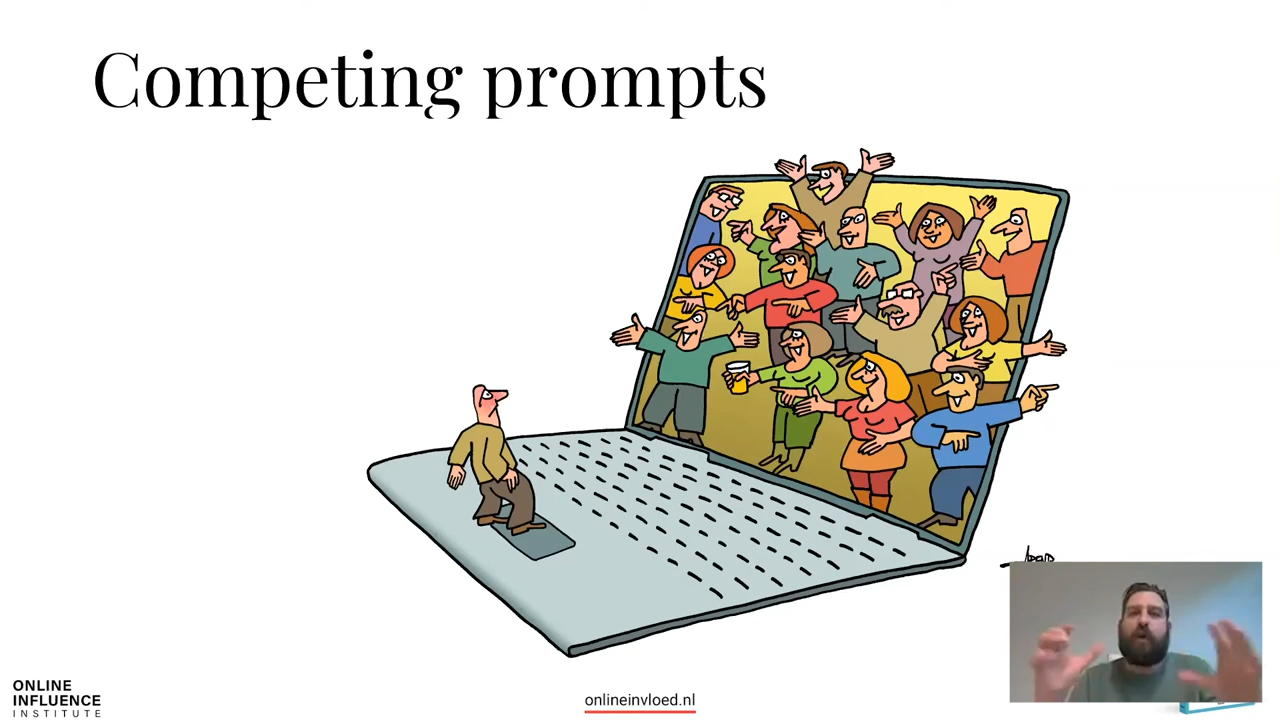 Competing prompts
ONLINE
INFLUENCE
INSTITUTE
onlineinvloed.nl